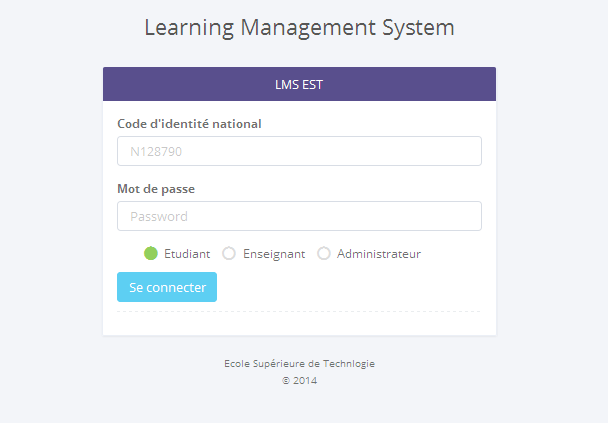 Learning Management System
LMS EST
Code d'identité national
N128790
Mot de passe
Password
Etudiant Enseignant Administrateur
Se connecter
Ecole Supérieure de Technlogie
© 2014